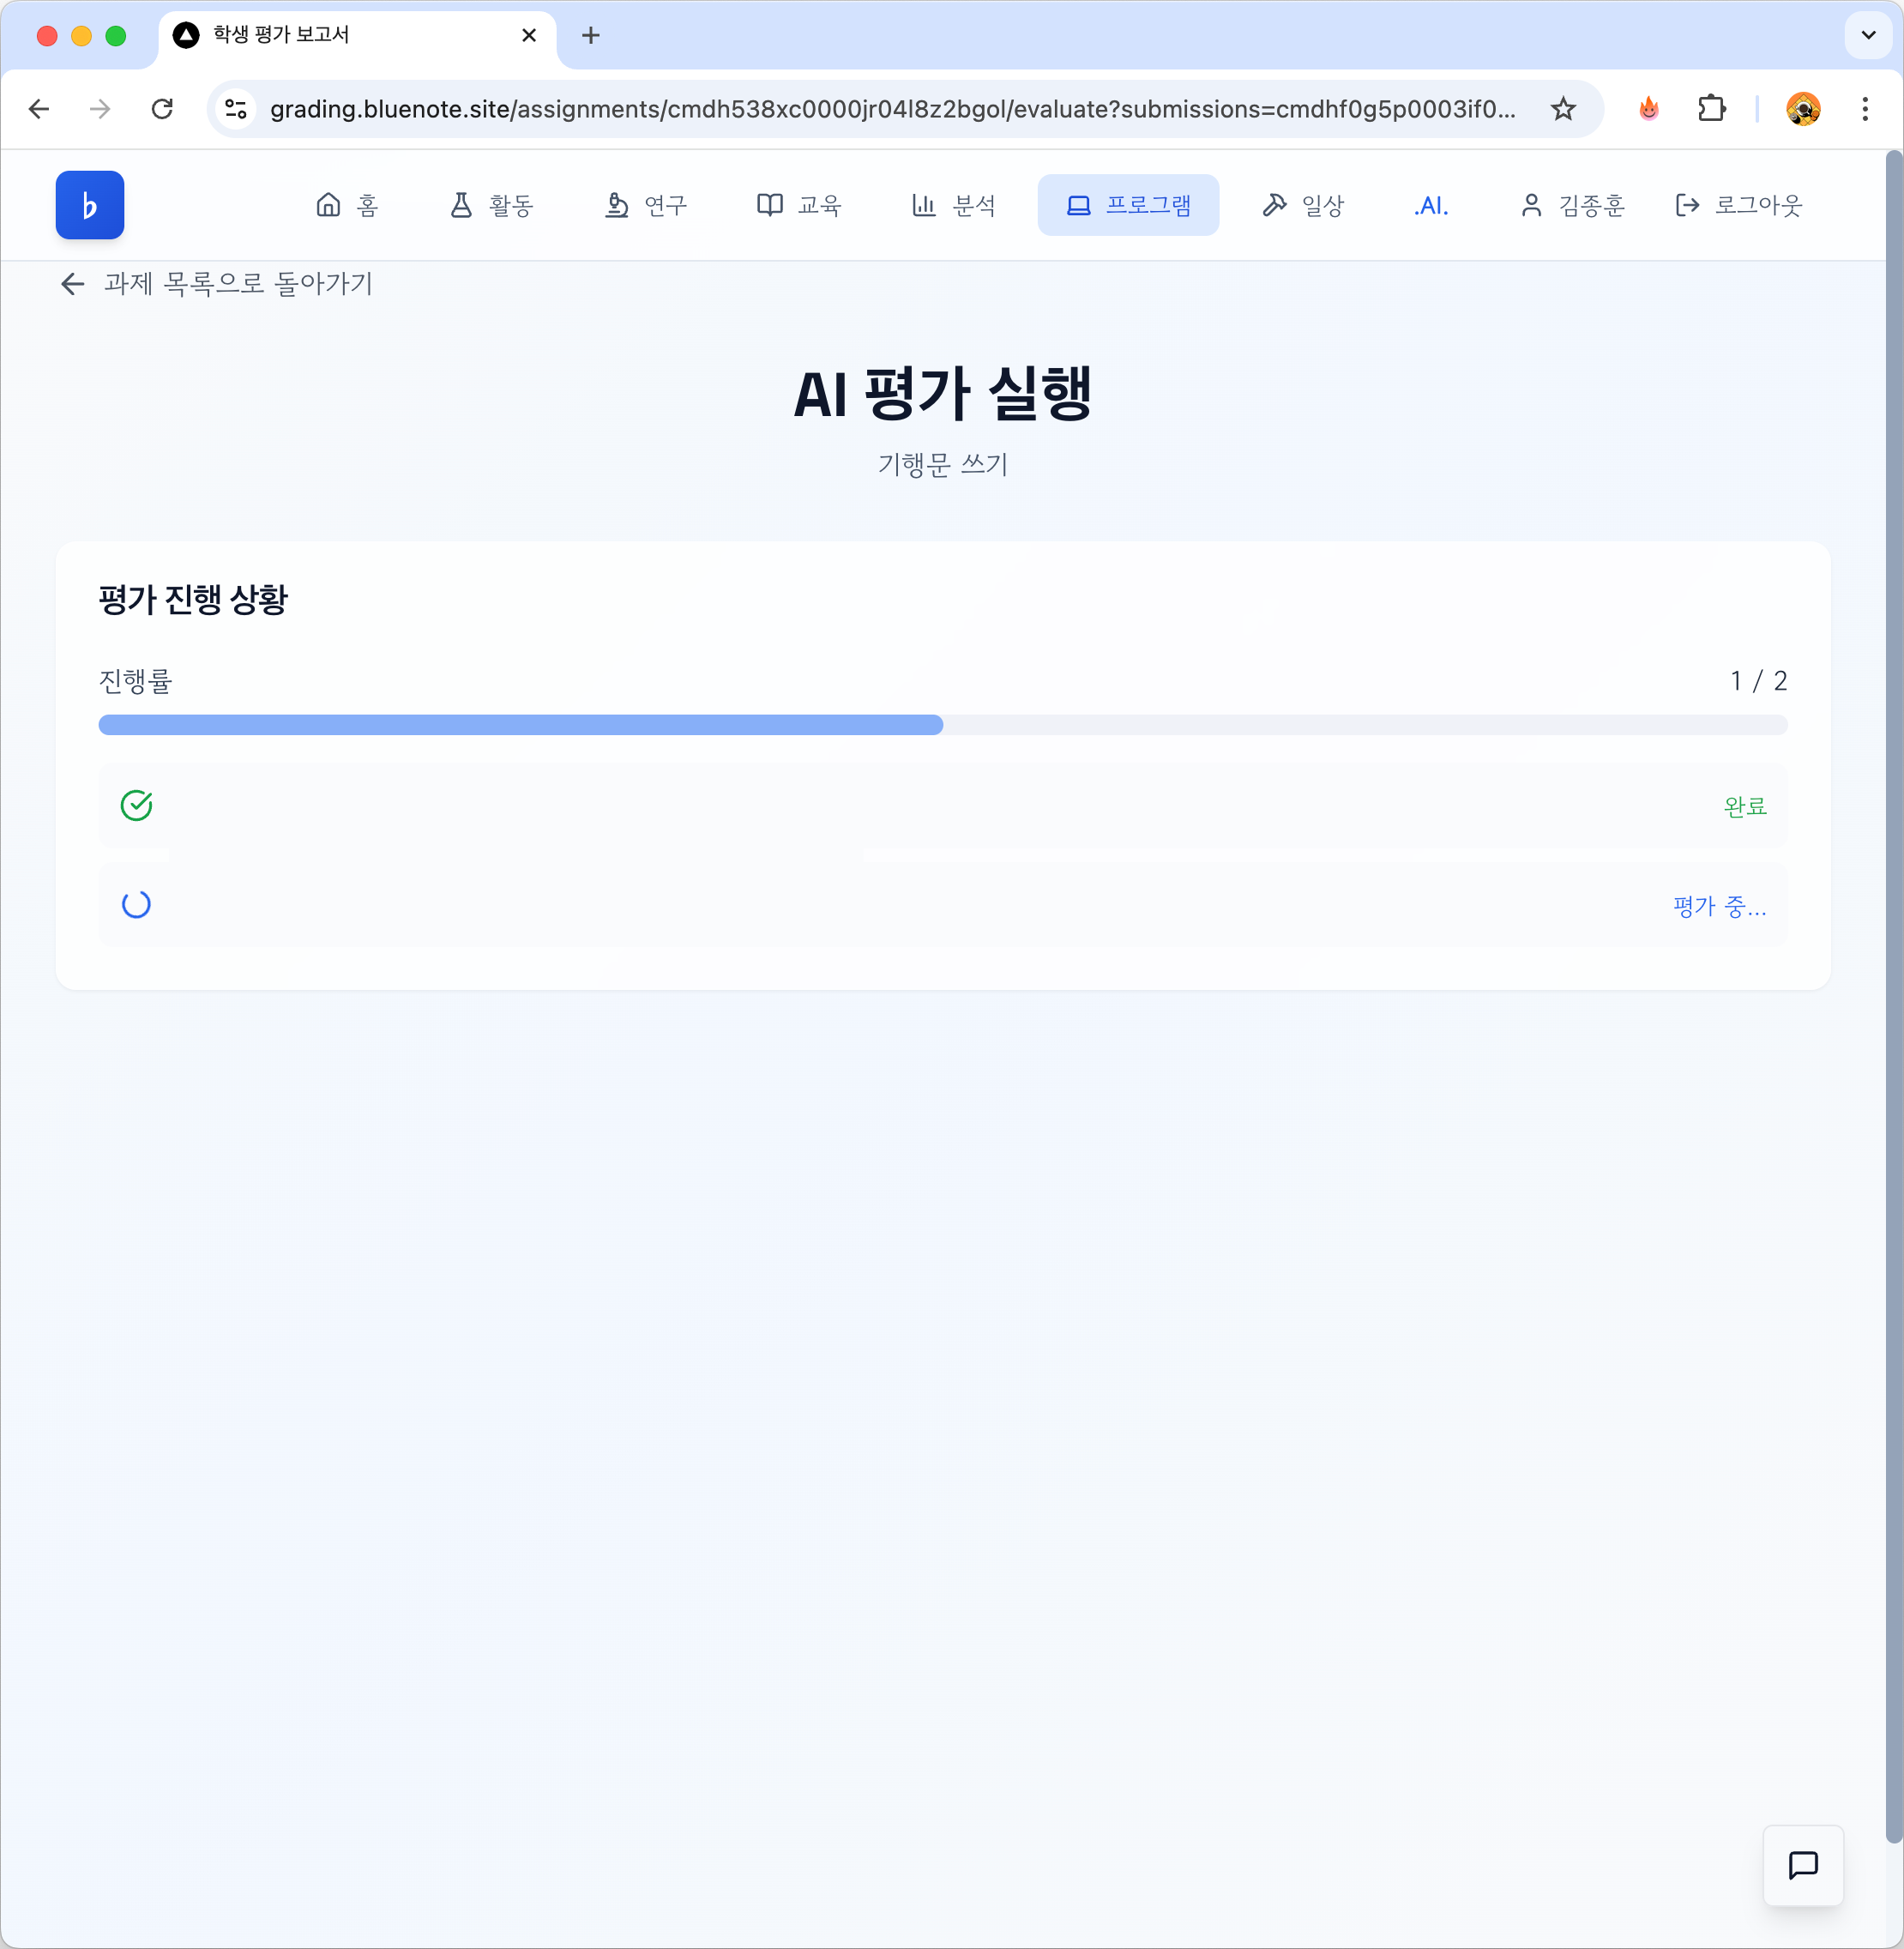 학생 평가 보고서
grading.bluenote.site/assignments/cmdh538xc0000jr04l8z2bgol/evaluate?submissions=cmdhf0g5p0003if0...
♭ 홈 활동 연구 교육 분석 프로그램 일상 .AI. 김종훈 로그아웃
과제 목록으로 돌아가기
AI 평가 실행
기행문 쓰기
평가 진행 상황
진행률 1 / 2
완료
평가 중...